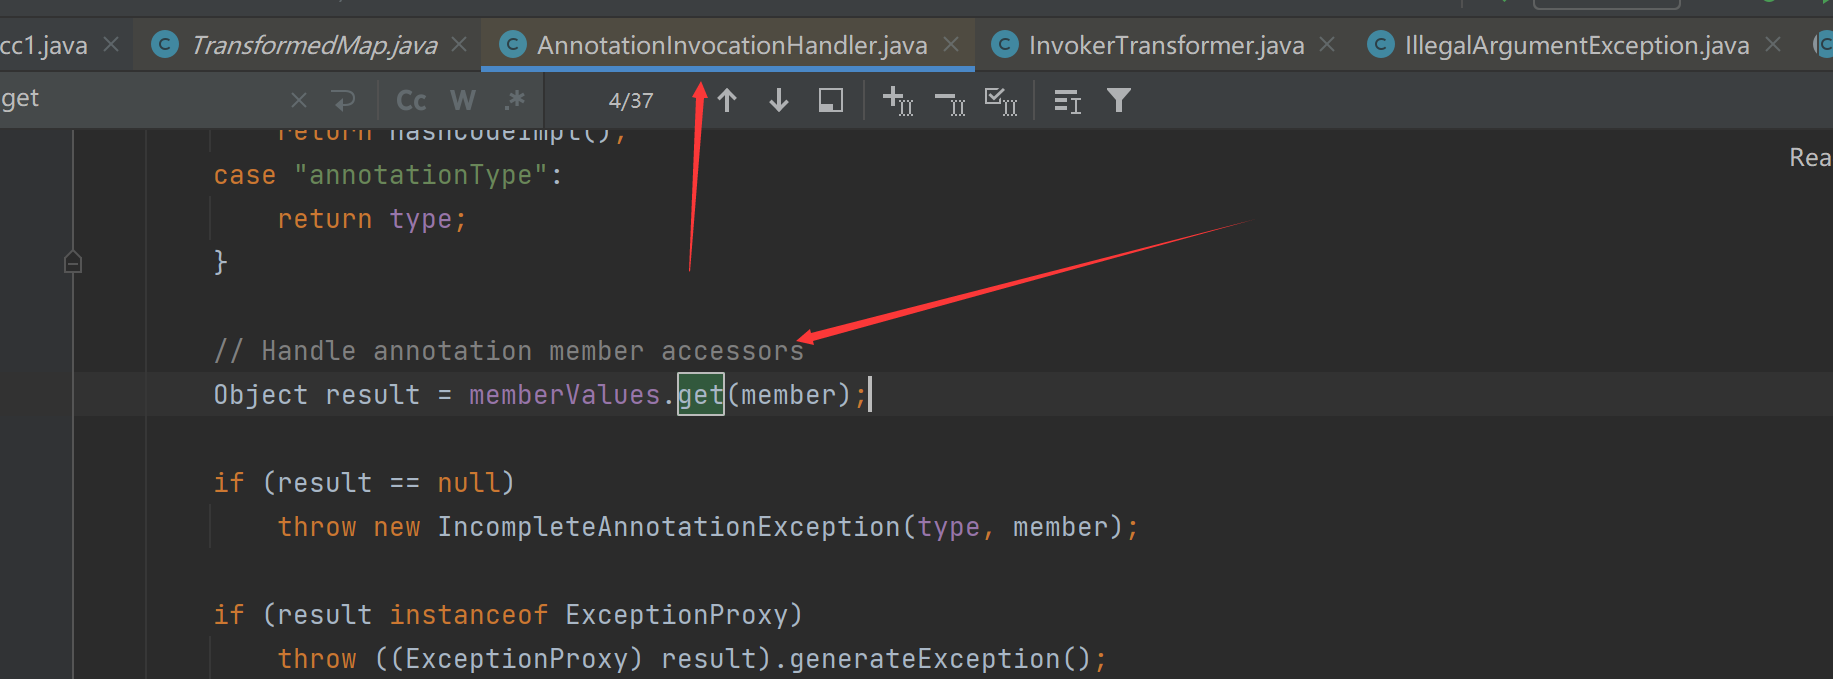 cc1.java TransformedMap.java AnnotationInvocationHandler.java InvokerTransformer.java IllegalArgumentException.java
get Cc W .* 4/37
return hashCodeImpl();
Rea
case "annotationType":
return type;
}
// Handle annotation member accessors
Object result = memberValues.get(member);
if (result == null)
throw new IncompleteAnnotationException(type, member);
if (result instanceof ExceptionProxy)
throw ((ExceptionProxy) result).generateException();